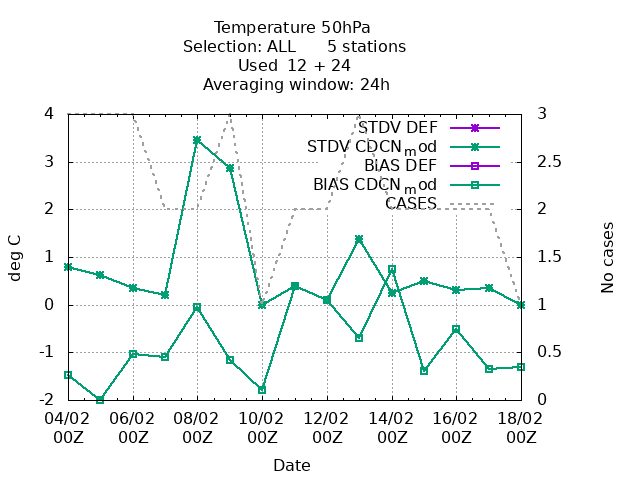 Temperature 50hPa
Selection: ALL      5 stations
Used  12 + 24
Averaging window: 24h
STDV DEF
STDV CDCNmod
BIAS DEF
BIAS CDCNmod
CASES
4
3
2
1
0
-1
-2
deg C
3
2.5
2
1.5
1
0.5
0
No cases
04/02 06/02 08/02 10/02 12/02 14/02 16/02 18/02
00Z 00Z 00Z 00Z 00Z 00Z 00Z 00Z
Date